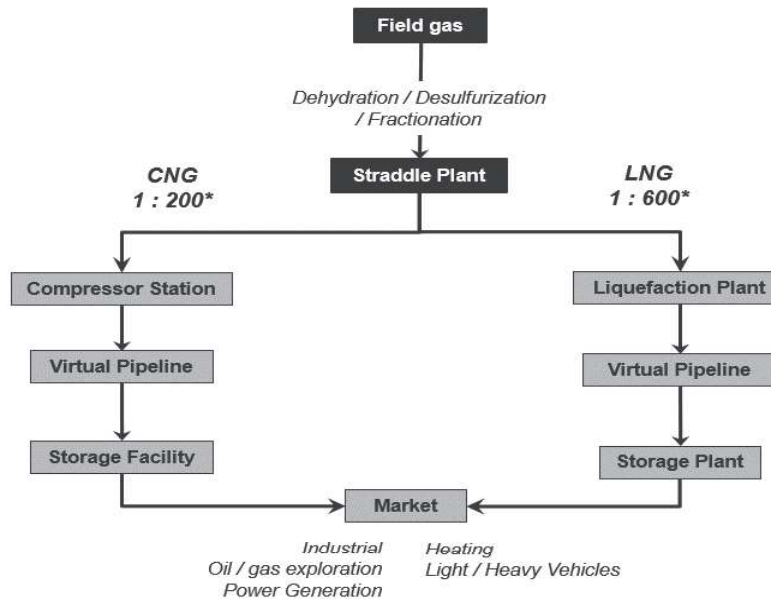 Field gas
Dehydration / Desulfurization
/ Fractionation
CNG
1 : 200*
Straddle Plant
LNG
1 : 600*
Compressor Station
Liquefaction Plant
Virtual Pipeline
Virtual Pipeline
Storage Facility
Storage Plant
Market
Industrial
Oil / gas exploration
Power Generation
Heating
Light / Heavy Vehicles